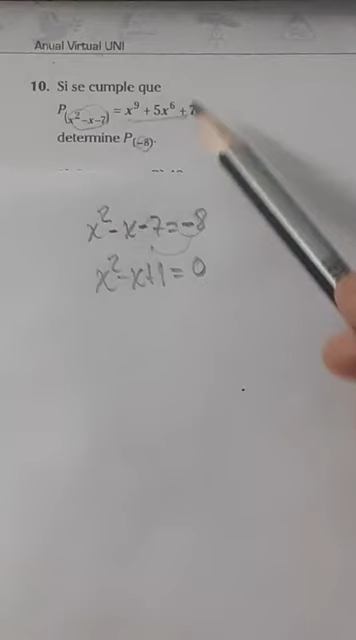 Anual Virtual UNI
10. Si se cumple que
P(x²−x−7) = x⁹ + 5x⁶ + 7
determine P(−8).
x² - x - 7 = -8
x² - x + 1 = 0